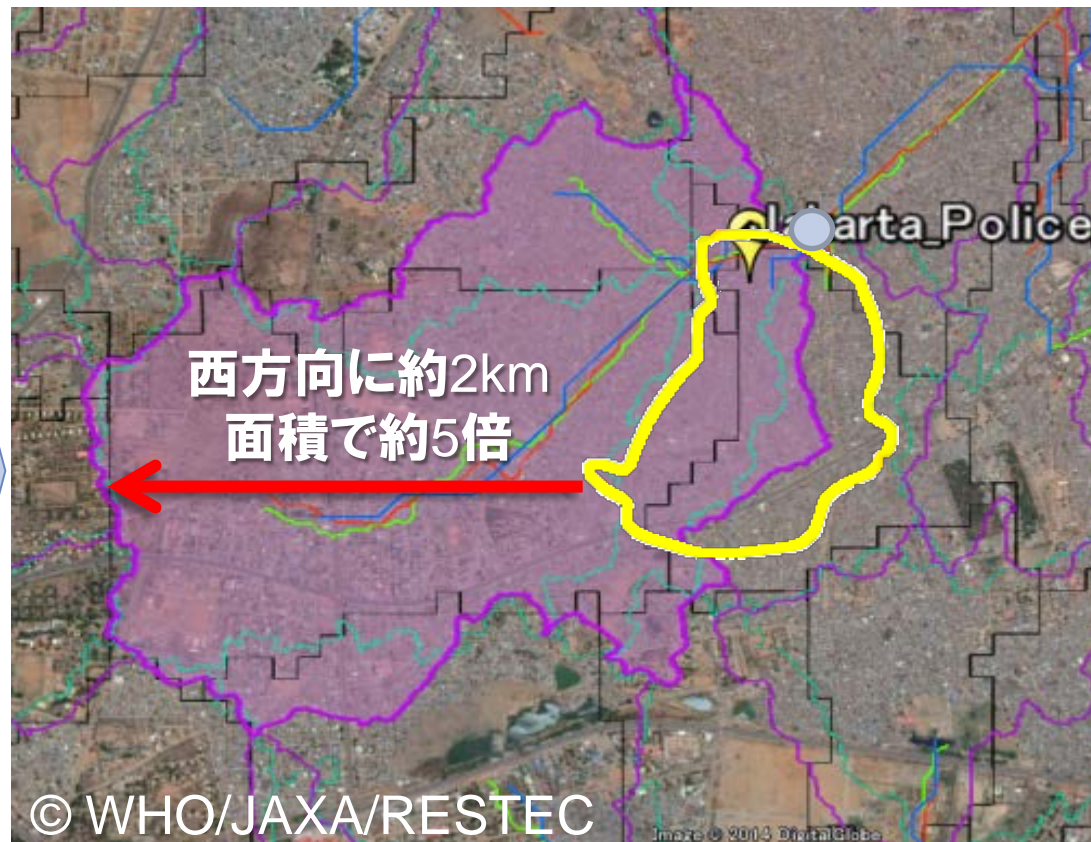 arta_Police
西方向に約2km
面積で約5倍
© WHO/JAXA/RESTEC
Image © 2014 DigitalGlobe